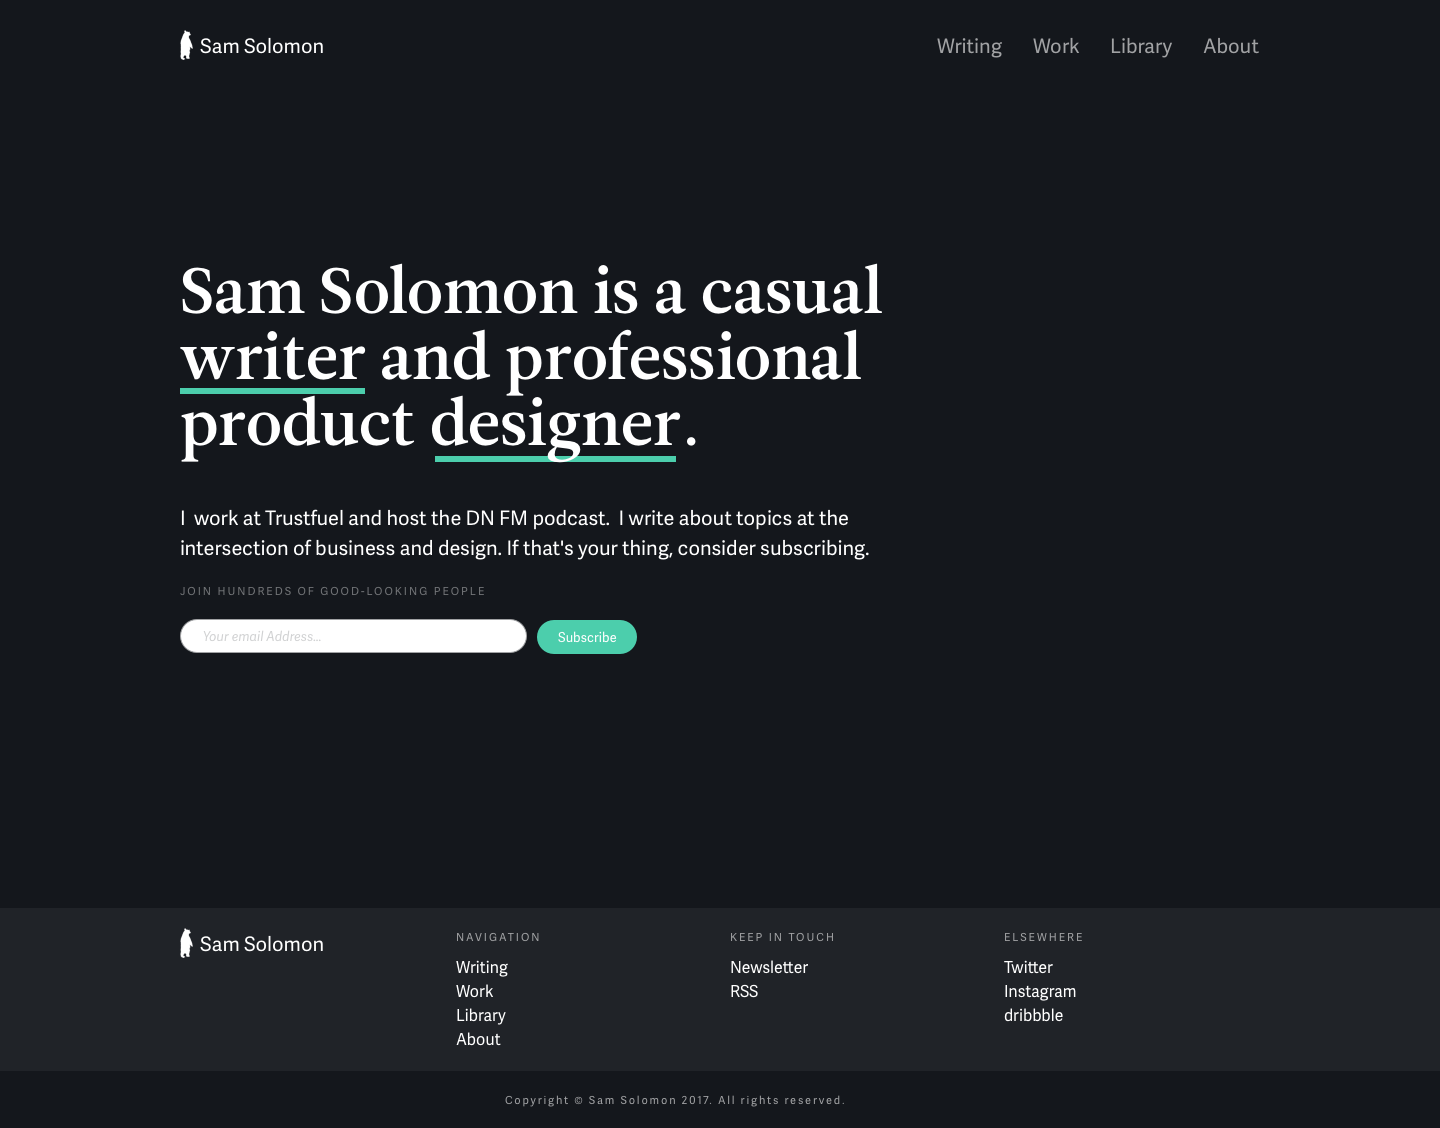 Sam Solomon
Writing Work Library About
Sam Solomon is a casual
writer and professional
product designer.
I work at Trustfuel and host the DN FM podcast. I write about topics at the
intersection of business and design. If that's your thing, consider subscribing.
JOIN HUNDREDS OF GOOD-LOOKING PEOPLE
Your email Address...
Subscribe
Sam Solomon
NAVIGATION
Writing
Work
Library
About
KEEP IN TOUCH
Newsletter
RSS
ELSEWHERE
Twitter
Instagram
dribbble
Copyright © Sam Solomon 2017. All rights reserved.